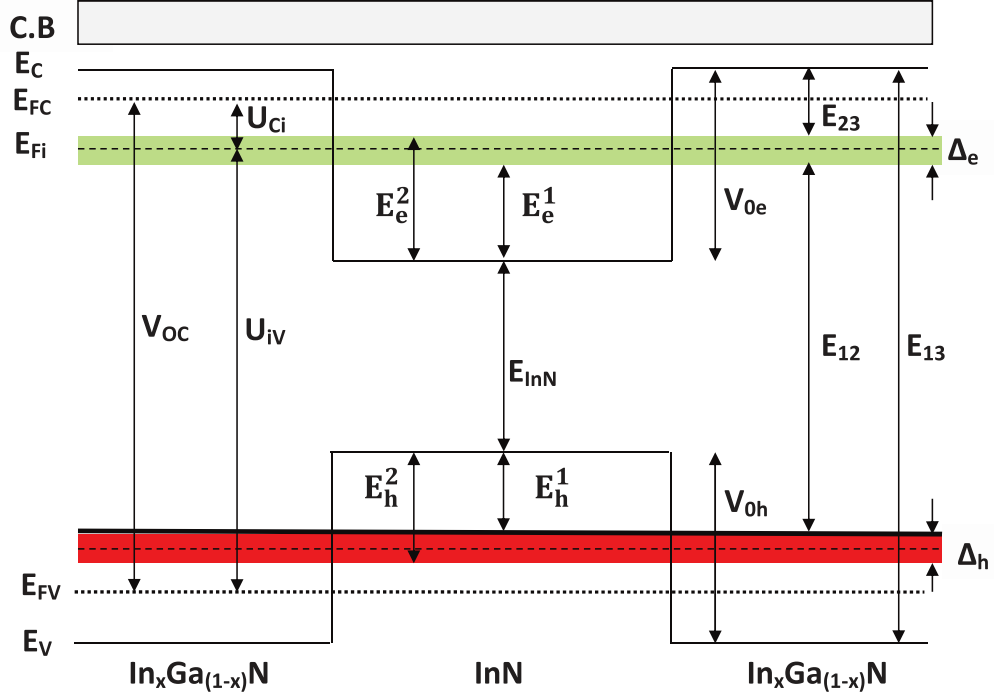 C.B
E_C
E_FC
U_Ci
E_23
E_Fi
Δ_e
E_e^2
E_e^1
V_0e
V_OC
U_iV
E_InN
E_12
E_13
E_h^2
E_h^1
V_0h
Δ_h
E_FV
E_V
In_xGa_(1-x)N
InN
In_xGa_(1-x)N